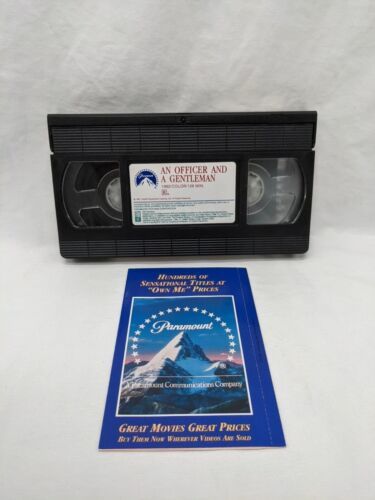 Paramount
AN OFFICER AND
A GENTLEMAN
1982/COLOR/126 MIN.
HUNDREDS OF
SENSATIONAL TITLES AT
"OWN ME" PRICES
Paramount
A Paramount Communications Company
GREAT MOVIES GREAT PRICES
BUY THEM NOW WHEREVER VIDEOS ARE SOLD